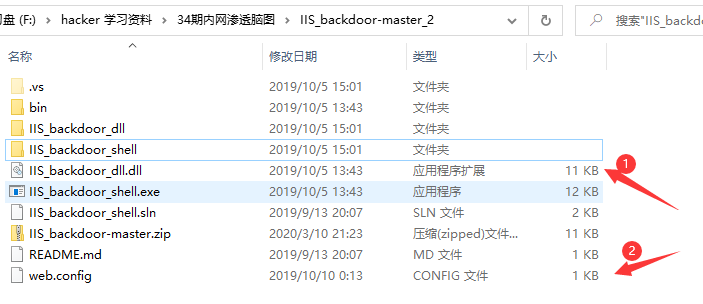 (F:) › hacker 学习资料 › 34期内网渗透脑图 › IIS_backdoor-master_2
搜索"IIS_backdo
名称 修改日期 类型 大小
.vs 2019/10/5 15:01 文件夹
bin 2019/10/5 13:43 文件夹
IIS_backdoor_dll 2019/10/5 15:01 文件夹
IIS_backdoor_shell 2019/10/5 15:01 文件夹
IIS_backdoor_dll.dll 2019/10/5 13:43 应用程序扩展 11 KB
1
IIS_backdoor_shell.exe 2019/10/5 13:43 应用程序 12 KB
IIS_backdoor_shell.sln 2019/9/13 20:07 SLN 文件 2 KB
IIS_backdoor-master.zip 2020/3/10 21:23 压缩(zipped)文件... 11 KB
README.md 2019/9/13 20:07 MD 文件 1 KB
2
web.config 2019/10/10 0:13 CONFIG 文件 1 KB